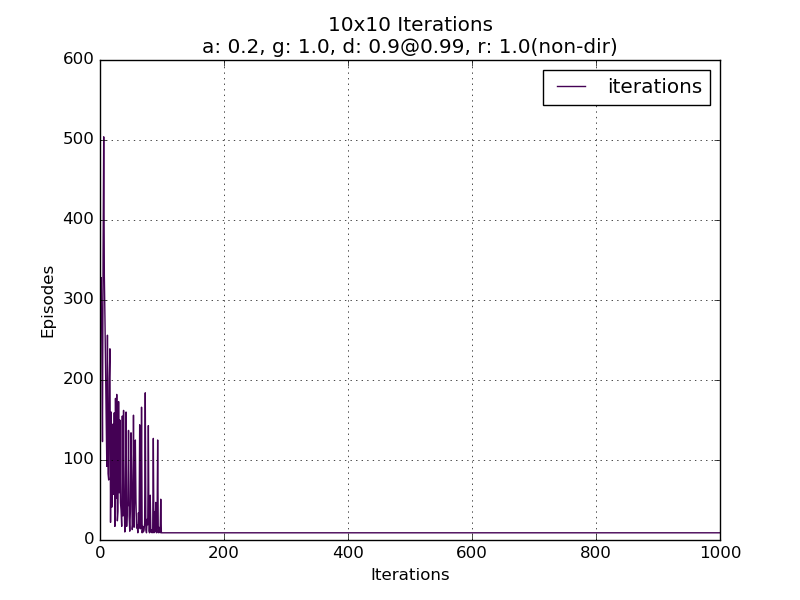 10x10 Iterations
a: 0.2, g: 1.0, d: 0.9@0.99, r: 1.0(non-dir)
iterations
600
500
400
300
200
100
0
Episodes
0 200 400 600 800 1000
Iterations